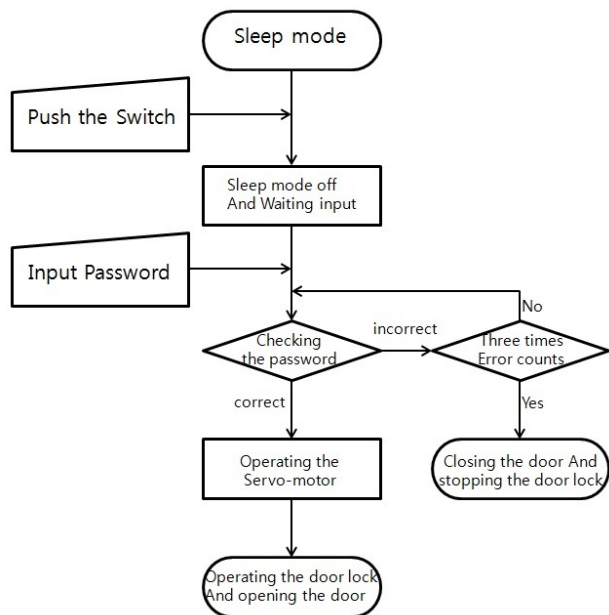 Sleep mode
Push the Switch
Sleep mode off
And Waiting input
Input Password
No
incorrect
Checking
the password
Three times
Error counts
correct
Yes
Operating the
Servo-motor
Closing the door And
stopping the door lock
Operating the door lock
And opening the door